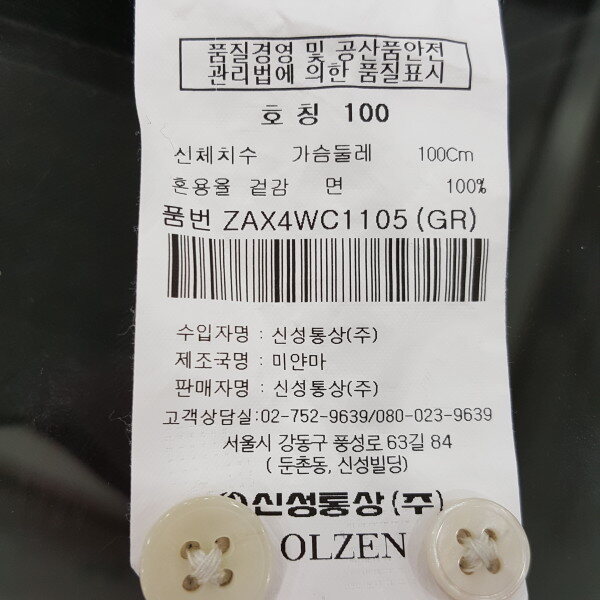 품질경영 및 공산품안전
관리법에 의한 품질표시
호칭 100
신체치수 가슴둘레 100Cm
혼용율 겉감 면 100%
품번 ZAX4WC1105(GR)
수입자명 : 신성통상(주)
제조국명 : 미얀마
판매자명 : 신성통상(주)
고객상담실:02-752-9639/080-023-9639
서울시 강동구 풍성로 63길 84
( 둔촌동, 신성빌딩)
신성통상(주)
OLZEN